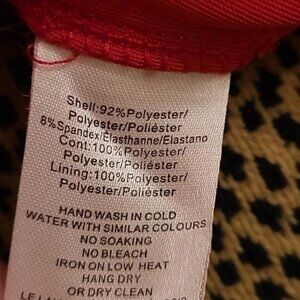 Shell:92%Polyester/
Polyester/Poliéster
8%Spandex/Élasthanne/Elastano
Cont:100%Polyester/
Polyester/Poliéster
Lining:100%Polyester/
Polyester/Poliéster
HAND WASH IN COLD
WATER WITH SIMILAR COLOURS
NO SOAKING
NO BLEACH
IRON ON LOW HEAT
HANG DRY
OR DRY CLEAN